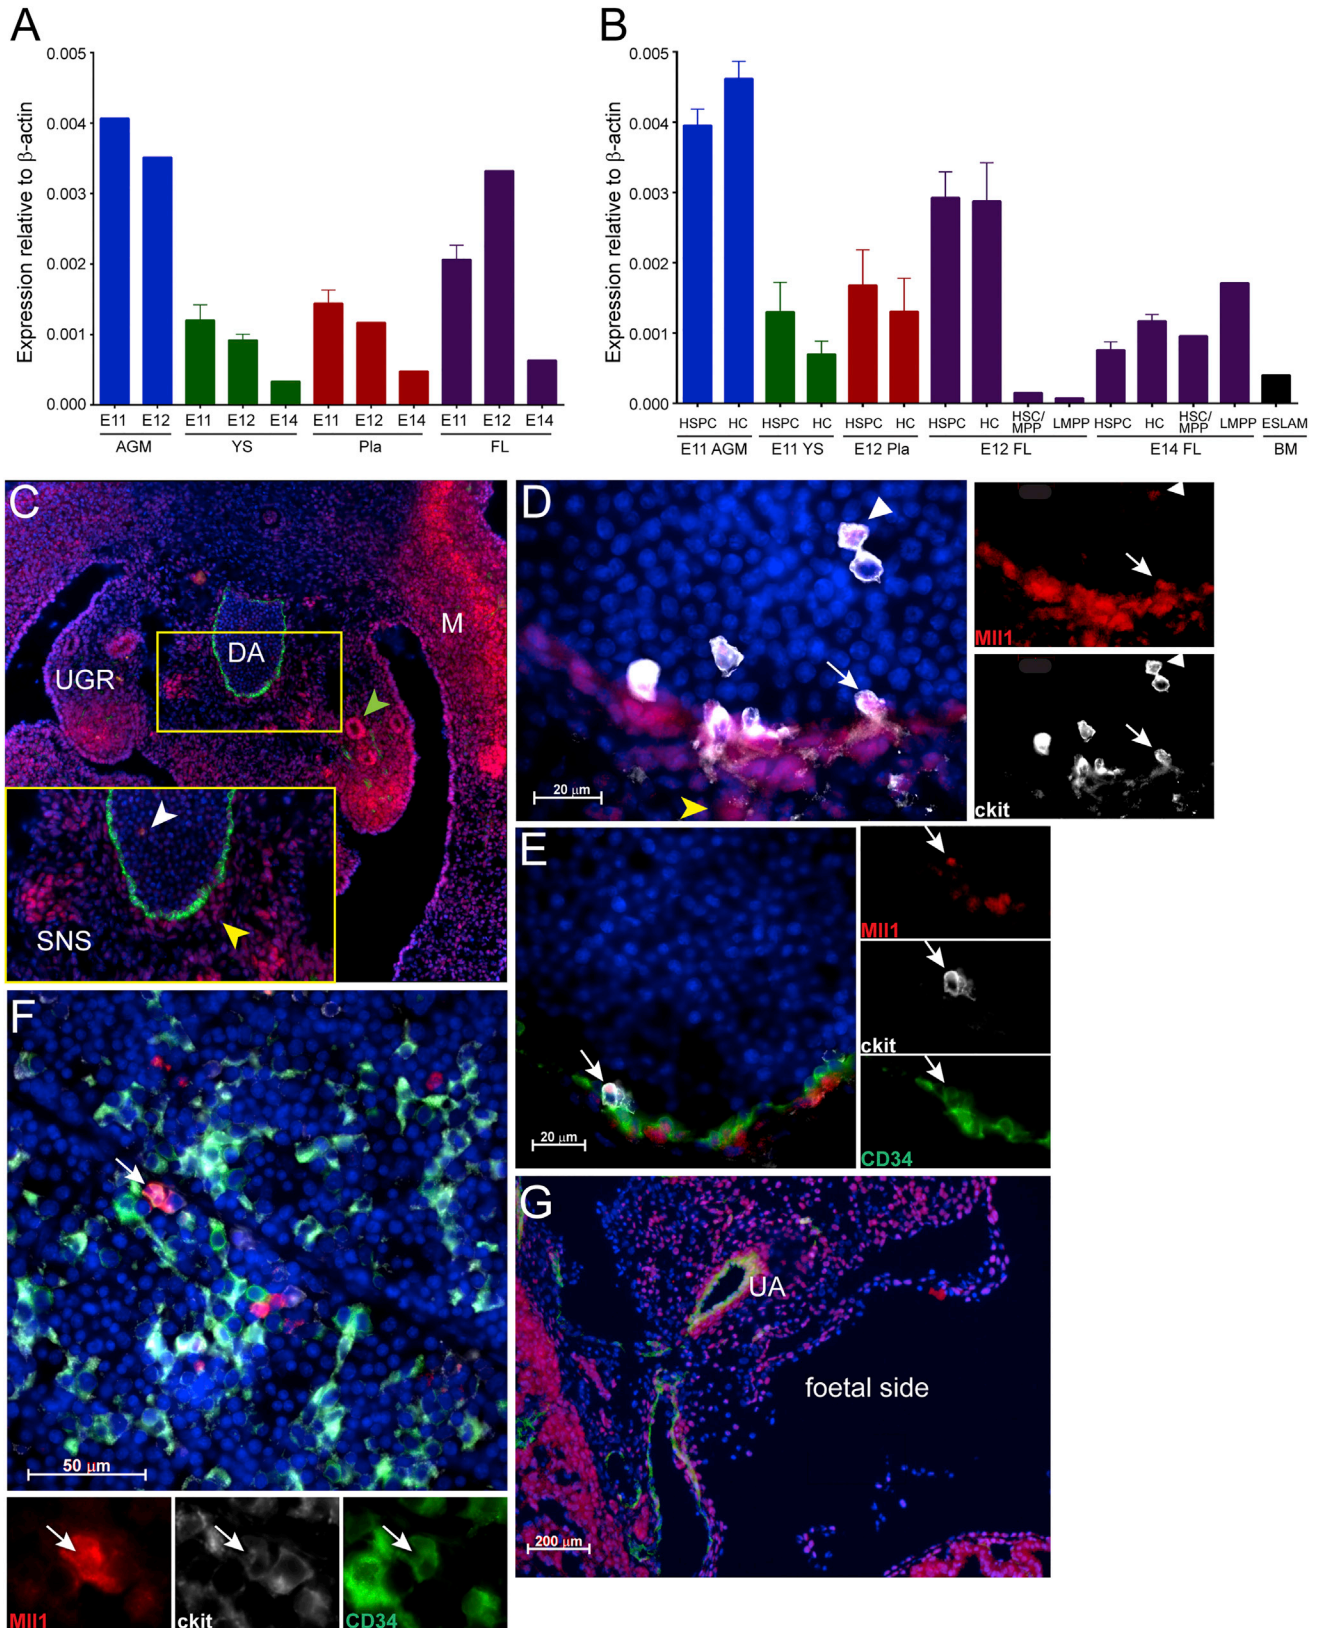 A
Expression relative to β-actin
0.005
0.004
0.003
0.002
0.001
0.000
E11 E12 E11 E12 E14 E11 E12 E14 E11 E12 E14
AGM YS Pla FL
B
Expression relative to β-actin
0.005
0.004
0.003
0.002
0.001
0.000
HSPC HC HSPC HC HSPC HC HSPC HC HSC/MPP LMPP HSPC HC HSC/MPP LMPP ESLAM
E11 AGM E11 YS E12 Pla E12 FL E14 FL BM
C
M
DA
UGR
SNS
D
20 μm
Mll1
ckit
E
20 μm
Mll1
ckit
CD34
F
50 μm
Mll1
ckit
CD34
G
UA
foetal side
200 μm